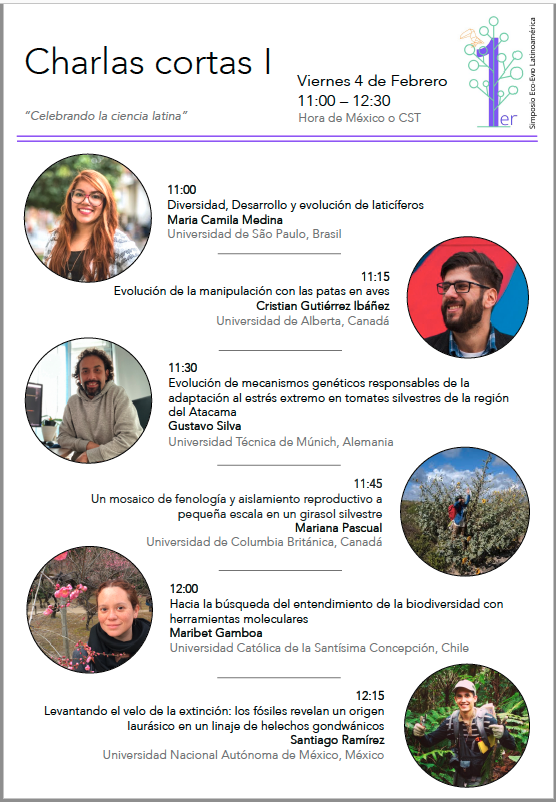 Charlas cortas I
Viernes 4 de Febrero
11:00 – 12:30
Hora de México o CST
“Celebrando la ciencia latina”
1er
Simposio Eco-Evo Latinoamérica
11:00
Diversidad, Desarrollo y evolución de laticíferos
Maria Camila Medina
Universidad de São Paulo, Brasil
11:15
Evolución de la manipulación con las patas en aves
Cristian Gutiérrez Ibáñez
Universidad de Alberta, Canadá
11:30
Evolución de mecanismos genéticos responsables de la
adaptación al estrés extremo en tomates silvestres de la región
del Atacama
Gustavo Silva
Universidad Técnica de Múnich, Alemania
11:45
Un mosaico de fenología y aislamiento reproductivo a
pequeña escala en un girasol silvestre
Mariana Pascual
Universidad de Columbia Británica, Canadá
12:00
Hacia la búsqueda del entendimiento de la biodiversidad con
herramientas moleculares
Maribet Gamboa
Universidad Católica de la Santísima Concepción, Chile
12:15
Levantando el velo de la extinción: los fósiles revelan un origen
laurásico en un linaje de helechos gondwánicos
Santiago Ramírez
Universidad Nacional Autónoma de México, México